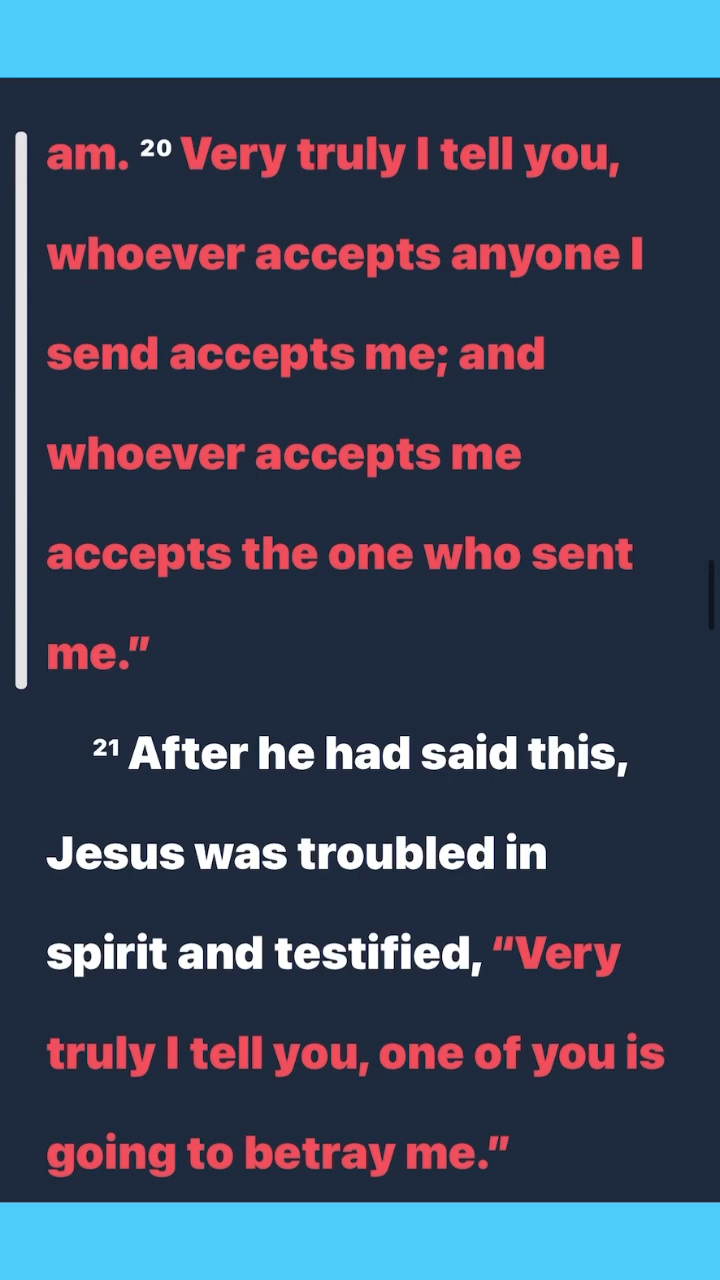 am. 20 Very truly I tell you,
whoever accepts anyone I
send accepts me; and
whoever accepts me
accepts the one who sent
me.”
21 After he had said this,
Jesus was troubled in
spirit and testified, “Very
truly I tell you, one of you is
going to betray me.”